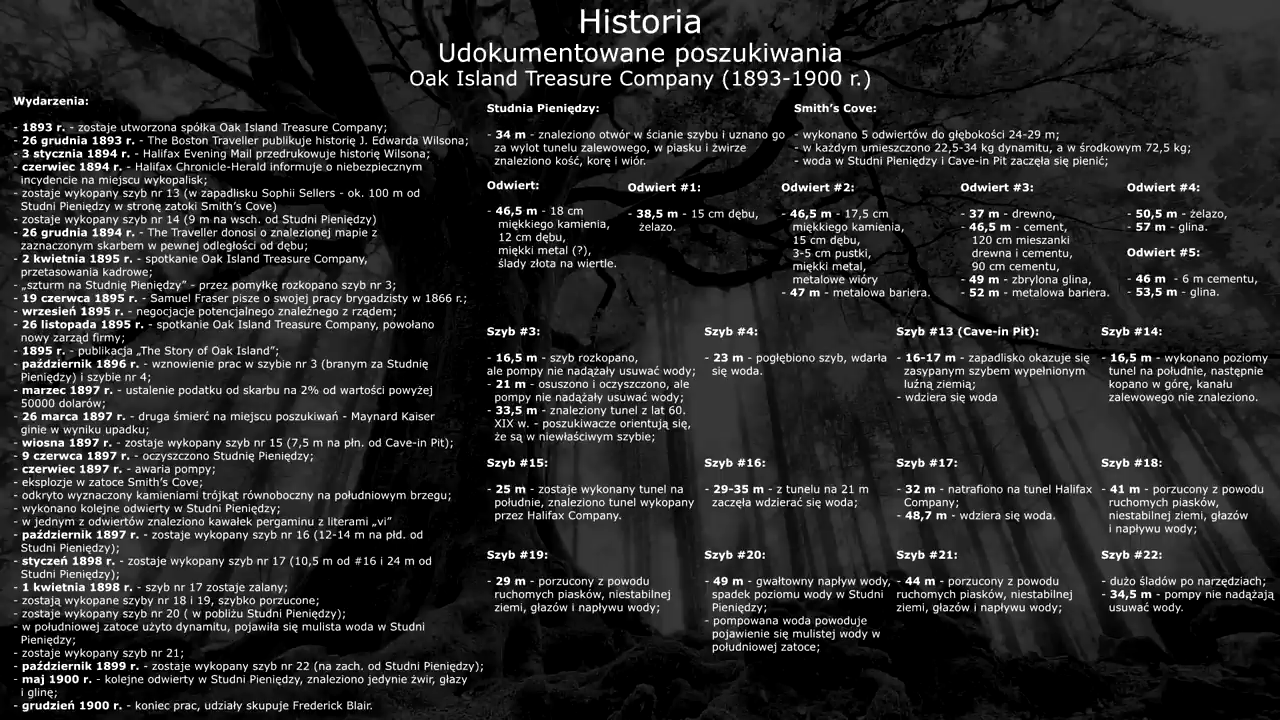 Historia
Udokumentowane poszukiwania
Oak Island Treasure Company (1893-1900 r.)
Wydarzenia:
- 1893 r. - zostaje utworzona spółka Oak Island Treasure Company;
- 26 grudnia 1893 r. - The Boston Traveller publikuje historię J. Edwarda Wilsona;
- 3 stycznia 1894 r. - Halifax Evening Mail przedrukowuje historię Wilsona;
- czerwiec 1894 r. - Halifax Chronicle-Herald informuje o niebezpiecznym
incydencie na miejscu wykopalisk;
- zostaje wykopany szyb nr 13 (w zapadlisku Sophii Sellers - ok. 100 m od
Studni Pieniędzy w stronę zatoki Smith's Cove)
- zostaje wykopany szyb nr 14 (9 m na wsch. od Studni Pieniędzy)
- 26 grudnia 1894 r. - The Traveller donosi o znalezionej mapie z
zaznaczonym skarbem w pewnej odległości od dębu;
- 2 kwietnia 1895 r. - spotkanie Oak Island Treasure Company,
przetasowania kadrowe;
- „szturm na Studnię Pieniędzy” - przez pomyłkę rozkopano szyb nr 3;
- 19 czerwca 1895 r. - Samuel Fraser pisze o swojej pracy brygadzisty w 1866 r.;
- wrzesień 1895 r. - negocjacje potencjalnego znaleźnego z rządem;
- 26 listopada 1895 r. - spotkanie Oak Island Treasure Company, powołano
nowy zarząd firmy;
- 1895 r. - publikacja „The Story of Oak Island”;
- październik 1896 r. - wznowienie prac w szybie nr 3 (branym za Studnię
Pieniędzy) i szybie nr 4;
- marzec 1897 r. - ustalenie podatku od skarbu na 2% od wartości powyżej
50000 dolarów;
- 26 marca 1897 r. - druga śmierć na miejscu poszukiwań - Maynard Kaiser
ginie w wyniku upadku;
- wiosna 1897 r. - zostaje wykopany szyb nr 15 (7,5 m na płn. od Cave-in Pit);
- 9 czerwca 1897 r. - oczyszczono Studnię Pieniędzy;
- czerwiec 1897 r. - awaria pompy;
- eksplozje w zatoce Smith's Cove;
- odkryto wyznaczony kamieniami trójkąt równoboczny na południowym brzegu;
- wykonano kolejne odwierty w Studni Pieniędzy;
- w jednym z odwiertów znaleziono kawałek pergaminu z literami „vi”
- październik 1897 r. - zostaje wykopany szyb nr 16 (12-14 m na płd. od
Studni Pieniędzy);
- styczeń 1898 r. - zostaje wykopany szyb nr 17 (10,5 m od #16 i 24 m od
Studni Pieniędzy);
- 1 kwietnia 1898 r. - szyb nr 17 zostaje zalany;
- zostają wykopane szyby nr 18 i 19, szybko porzucone;
- zostaje wykopany szyb nr 20 ( w pobliżu Studni Pieniędzy);
- w południowej zatoce użyto dynamitu, pojawiła się mulista woda w Studni
Pieniędzy;
- zostaje wykopany szyb nr 21;
- październik 1899 r. - zostaje wykopany szyb nr 22 (na zach. od Studni Pieniędzy);
- maj 1900 r. - kolejne odwierty w Studni Pieniędzy, znaleziono jedynie żwir, głazy
i glinę;
- grudzień 1900 r. - koniec prac, udziały skupuje Frederick Blair.
Studnia Pieniędzy:
- 34 m - znaleziono otwór w ścianie szybu i uznano go
za wylot tunelu zalewowego, w piasku i żwirze
znaleziono kość, korę i wiór.
Smith's Cove:
- wykonano 5 odwiertów do głębokości 24-29 m;
- w każdym umieszczono 22,5-34 kg dynamitu, a w środkowym 72,5 kg;
- woda w Studni Pieniędzy i Cave-in Pit zaczęła się pienić;
Odwiert:
- 46,5 m - 18 cm
miękkiego kamienia,
12 cm dębu,
miękki metal (?),
ślady złota na wiertle.
Odwiert #1:
- 38,5 m - 15 cm dębu,
żelazo.
Odwiert #2:
- 46,5 m - 17,5 cm
miękkiego kamienia,
15 cm dębu,
3-5 cm pustki,
miękki metal,
metalowe wióry
- 47 m - metalowa bariera.
Odwiert #3:
- 37 m - drewno,
- 46,5 m - cement,
120 cm mieszanki
drewna i cementu,
90 cm cementu,
- 49 m - zbrylona glina,
- 52 m - metalowa bariera.
Odwiert #4:
- 50,5 m - żelazo,
- 57 m - glina.
Odwiert #5:
- 46 m - 6 m cementu,
- 53,5 m - glina.
Szyb #3:
- 16,5 m - szyb rozkopano,
ale pompy nie nadążały usuwać wody;
- 21 m - osuszono i oczyszczono, ale
pompy nie nadążały usuwać wody;
- 33,5 m - znaleziony tunel z lat 60.
XIX w. - poszukiwacze orientują się,
że są w niewłaściwym szybie;
Szyb #4:
- 23 m - pogłębiono szyb, wdarła
się woda.
Szyb #13 (Cave-in Pit):
- 16-17 m - zapadlisko okazuje się
zasypanym szybem wypełnionym
luźną ziemią;
- wdziera się woda
Szyb #14:
- 16,5 m - wykonano poziomy
tunel na południe, następnie
kopano w górę, kanału
zalewowego nie znaleziono.
Szyb #15:
- 25 m - zostaje wykonany tunel na
południe, znaleziono tunel wykopany
przez Halifax Company.
Szyb #16:
- 29-35 m - z tunelu na 21 m
zaczęła wdzierać się woda;
Szyb #17:
- 32 m - natrafiono na tunel Halifax
Company;
- 48,7 m - wdziera się woda.
Szyb #18:
- 41 m - porzucony z powodu
ruchomych piasków,
niestabilnej ziemi, głazów
i napływu wody;
Szyb #19:
- 29 m - porzucony z powodu
ruchomych piasków, niestabilnej
ziemi, głazów i napływu wody;
Szyb #20:
- 49 m - gwałtowny napływ wody,
spadek poziomu wody w Studni
Pieniędzy;
- pompowana woda powoduje
pojawienie się mulistej wody w
południowej zatoce;
Szyb #21:
- 44 m - porzucony z powodu
ruchomych piasków, niestabilnej
ziemi, głazów i napływu wody;
Szyb #22:
- dużo śladów po narzędziach;
- 34,5 m - pompy nie nadążają
usuwać wody.